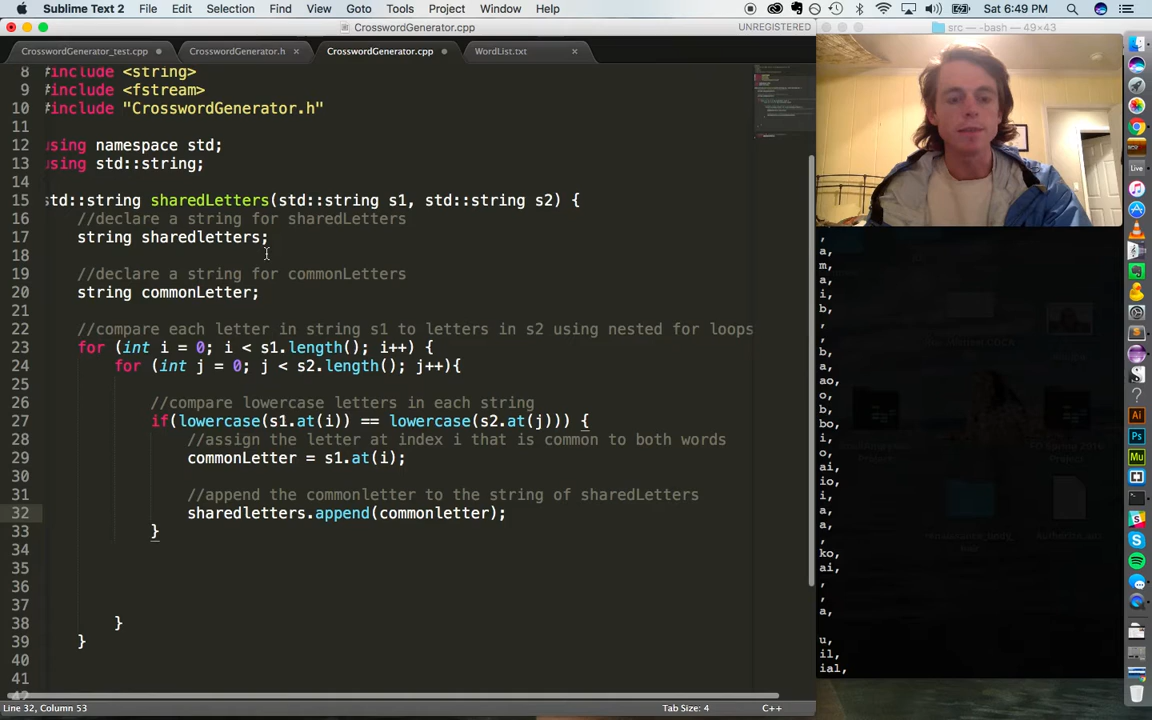 Sublime Text 2 File Edit Selection Find View Goto Tools Project Window Help Sat 6:49 PM
CrosswordGenerator.cpp UNREGISTERED src — -bash — 49×43
CrosswordGenerator_test.cpp CrosswordGenerator.h CrosswordGenerator.cpp WordList.txt
8 #include <string>
9 #include <fstream>
10 #include "CrosswordGenerator.h"
11
12 using namespace std;
13 using std::string;
14
15 std::string sharedLetters(std::string s1, std::string s2) {
16 //declare a string for sharedLetters
17 string sharedletters;
18
19 //declare a string for commonLetters
20 string commonLetter;
21
22 //compare each letter in string s1 to letters in s2 using nested for loops
23 for (int i = 0; i < s1.length(); i++) {
24 for (int j = 0; j < s2.length(); j++){
25
26 //compare lowercase letters in each string
27 if(lowercase(s1.at(i)) == lowercase(s2.at(j))) {
28 //assign the letter at index i that is common to both words
29 commonLetter = s1.at(i);
30
31 //append the commonletter to the string of sharedLetters
32 sharedletters.append(commonletter);
33 }
34
35
36
37
38 }
39 }
40
41
Line 32, Column 53 Tab Size: 4 C++
,
a,
m,
a,
i,
b,
,
b,
a,
ao,
o,
b,
bo,
i,
o,
ai,
io,
i,
a,
a,
ko,
ai,
,
,
a,
u,
il,
ial,
Live
Ai
Ps
Mu